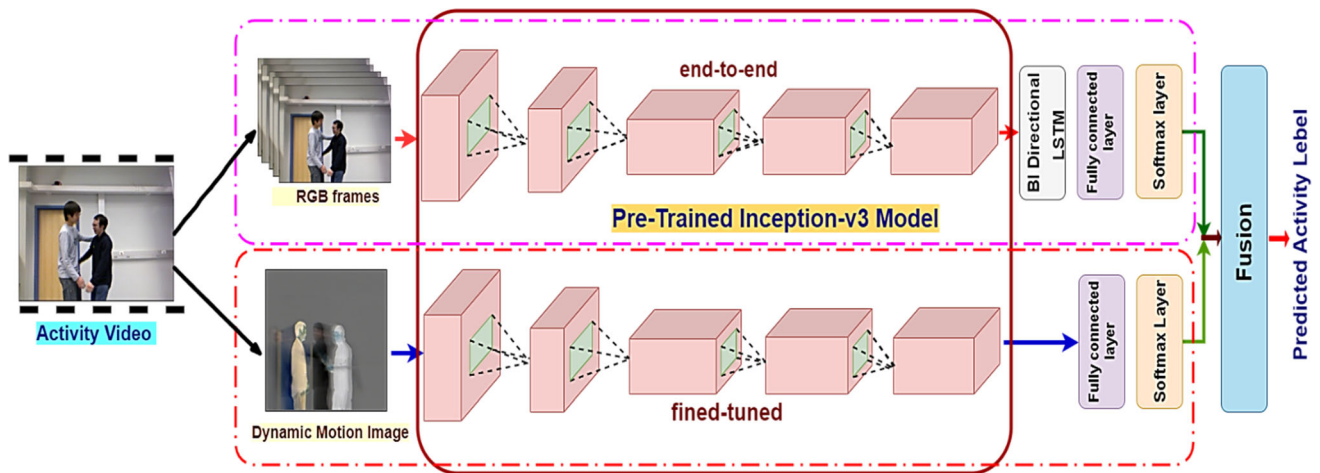 end-to-end
RGB frames
Pre-Trained Inception-v3 Model
BI Directional
LSTM
Fully connected
layer
Softmax layer
Activity Video
Dynamic Motion Image
fined-tuned
Fully connected
layer
Softmax Layer
Fusion
Predicted Activity Lebel